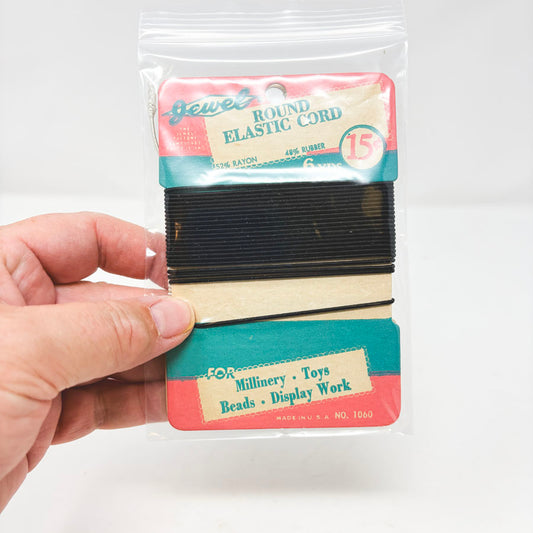 Jewel
ROUND
ELASTIC CORD
15¢
52% RAYON 48% RUBBER
6 YDS
FOR
Millinery · Toys
Beads · Display Work
MADE IN U.S.A NO. 1060